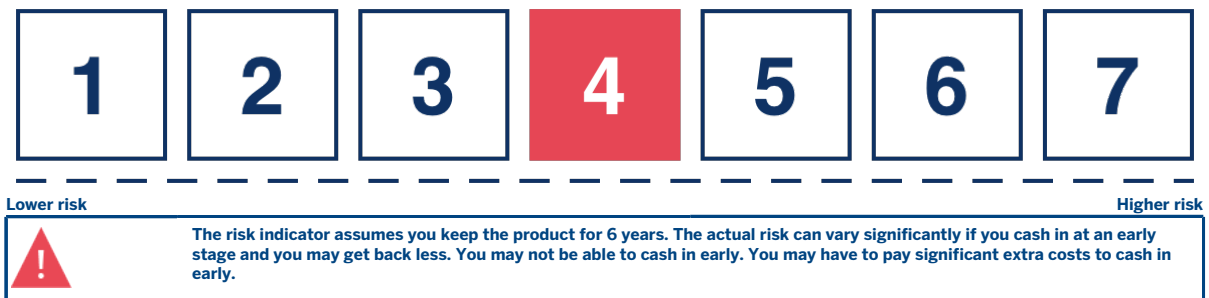 1 2 3 4 5 6 7
Lower risk Higher risk
!
The risk indicator assumes you keep the product for 6 years. The actual risk can vary significantly if you cash in at an early
stage and you may get back less. You may not be able to cash in early. You may have to pay significant extra costs to cash in
early.